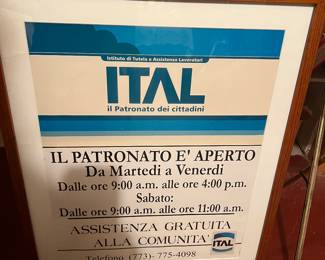 Istituto di Tutela e Assistenza Lavoratori
ITAL
il Patronato dei cittadini
IL PATRONATO E' APERTO
Da Martedi a Venerdi
Dalle ore 9:00 a.m. alle ore 4:00 p.m.
Sabato:
Dalle ore 9:00 a.m. alle ore 11:00 a.m.
ASSISTENZA GRATUITA
ALLA COMUNITA'
ITAL
Telefono (773)- 775-4098